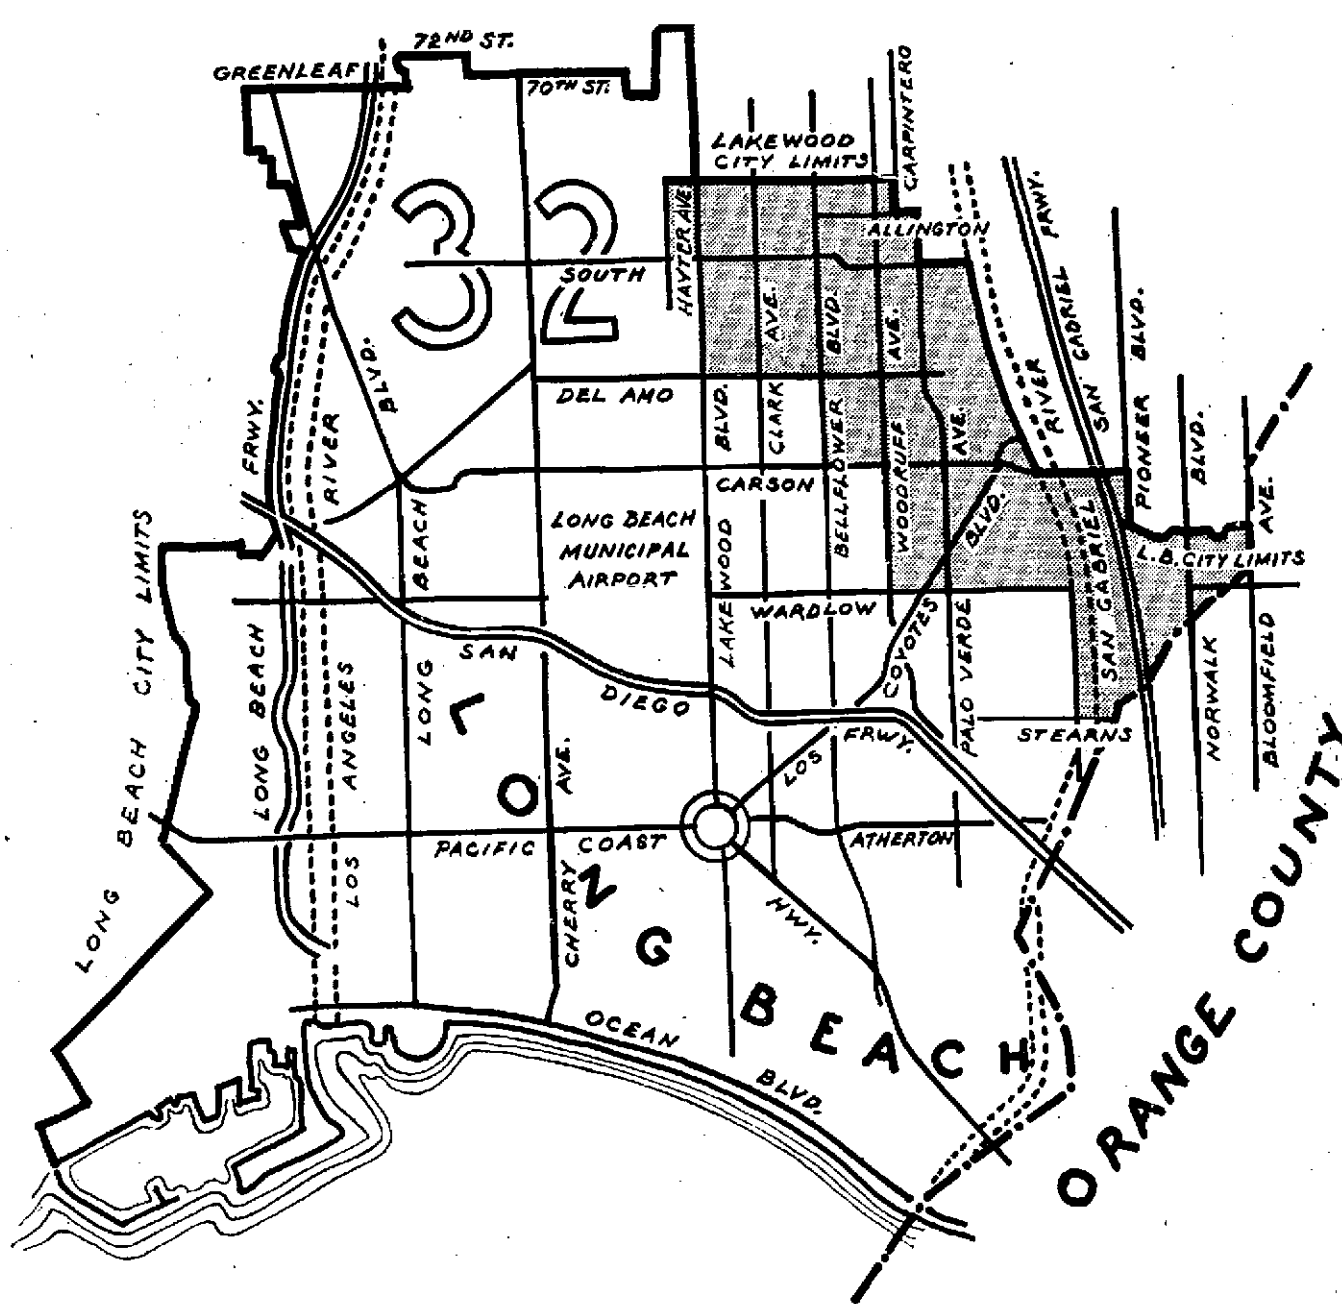 72ND ST.
GREENLEAF
70TH ST.
CARPINTERO
LAKEWOOD
CITY LIMITS
32
HAYTER AVE.
ALLINGTON
SOUTH
SAN GABRIEL FRWY.
RIVER
PIONEER BLVD.
BLVD.
AVE.
BLVD.
AVE.
DEL AMO
BLVD.
CLARK
BELLFLOWER
WOODRUFF
AVE.
BLVD.
AVE.
FRWY.
RIVER
CARSON
BLVD.
LONG BEACH
MUNICIPAL
AIRPORT
BEACH
LAKEWOOD
L.B. CITY LIMITS
WARDLOW
SAN GABRIEL
COYOTES
PALO VERDE
NORWALK
BLOOMFIELD
LONG BEACH CITY LIMITS
LONG BEACH
LOS ANGELES
LONG
SAN
DIEGO
FRWY.
STEARNS
LOS
AVE.
PACIFIC
COAST
HWY.
ATHERTON
CHERRY
LONG BEACH
OCEAN
BLVD.
ORANGE COUNTY